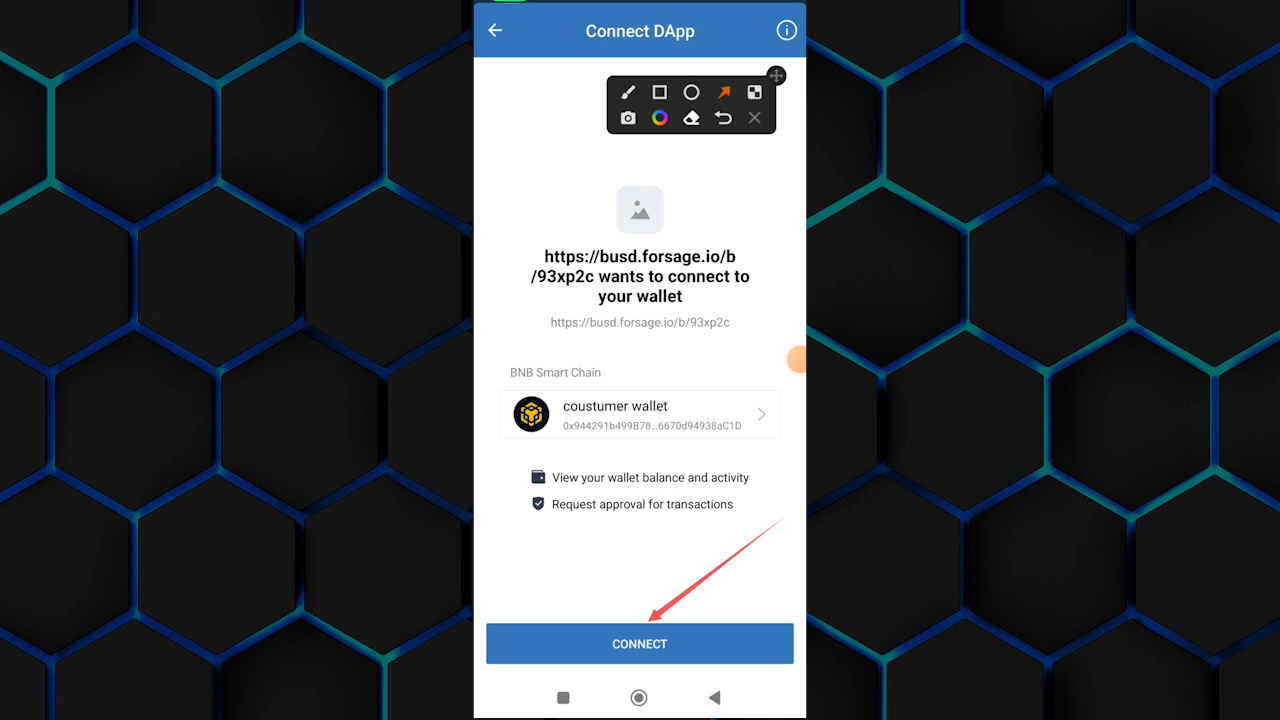 Connect DApp
https://busd.forsage.io/b
/93xp2c wants to connect to
your wallet
https://busd.forsage.io/b/93xp2c
BNB Smart Chain
coustumer wallet
0x944291b499B78...6670d94938aC1D
View your wallet balance and activity
Request approval for transactions
CONNECT